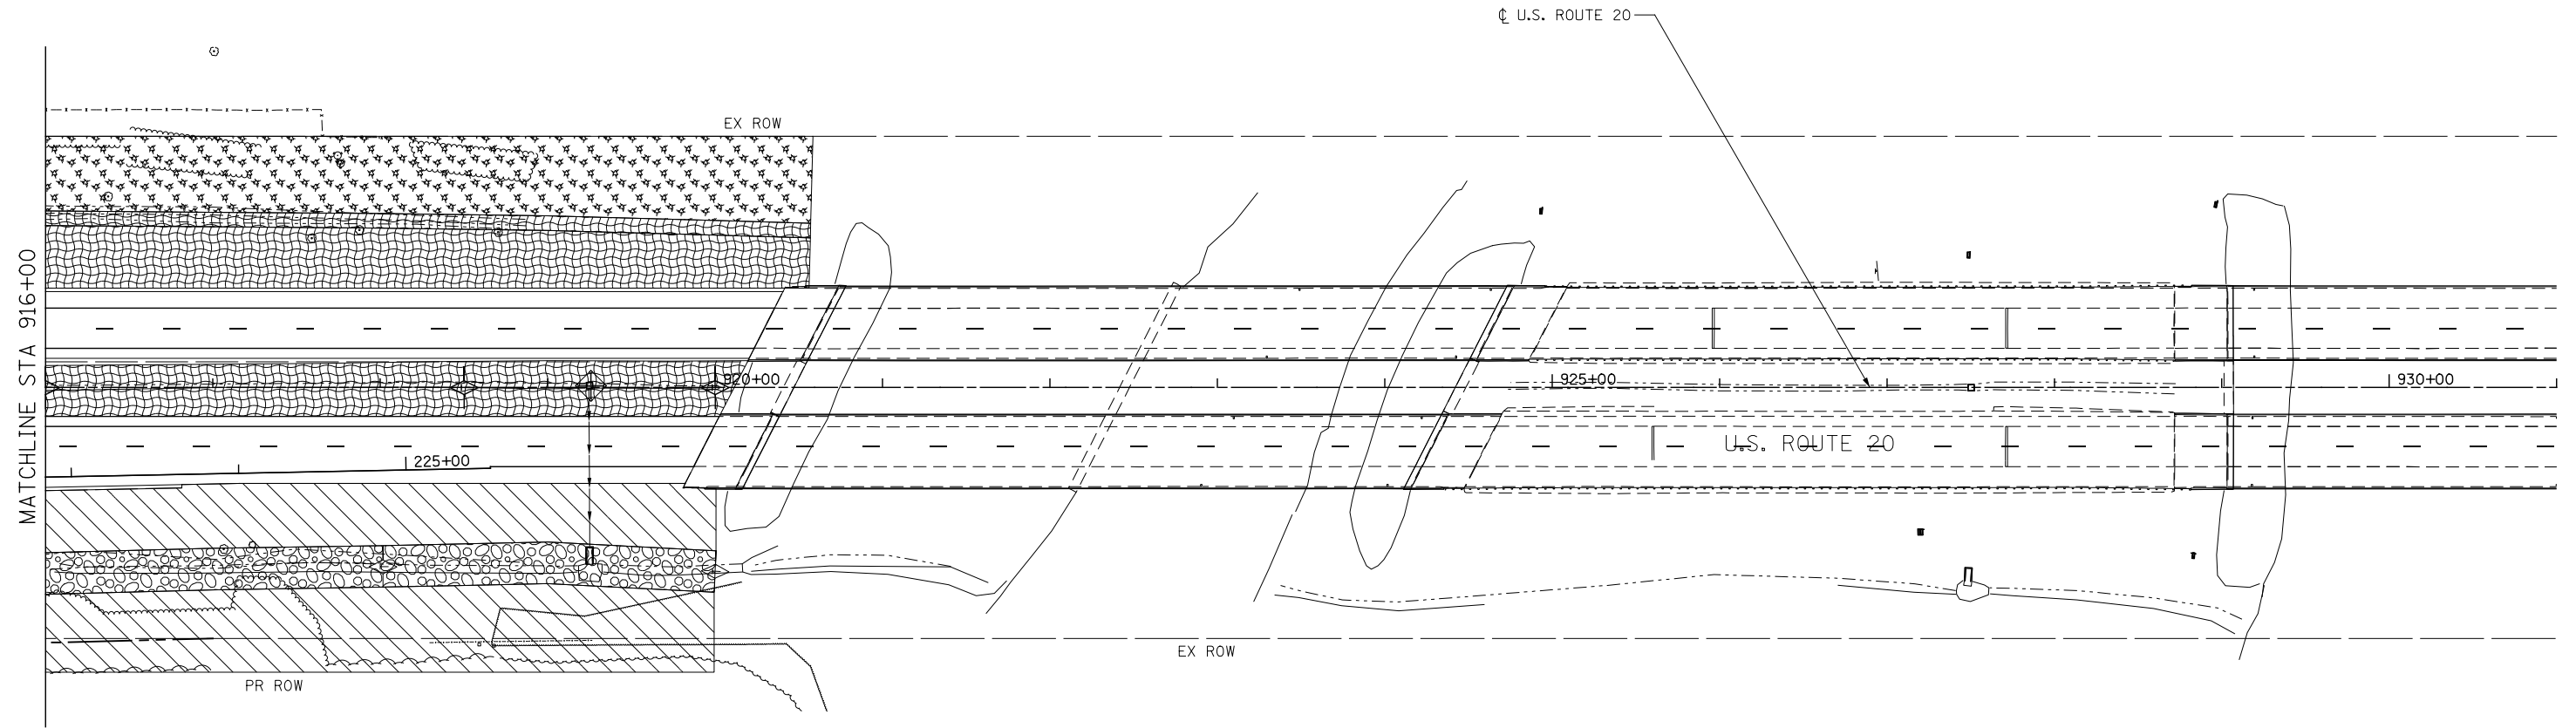 ℄ U.S. ROUTE 20
EX ROW
MATCHLINE STA 916+00
920+00
925+00
930+00
U.S. ROUTE 20
225+00
EX ROW
PR ROW